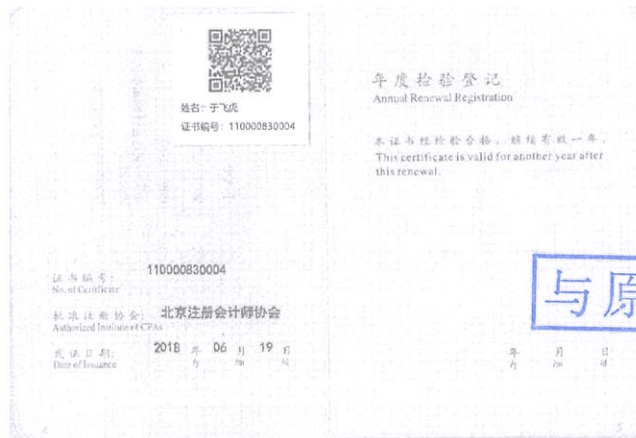 姓名：于飞虎
证书编号：110000830004
证书编号：
No. of Certificate
110000830004
批准注册协会：
Authorized Institute of CPAs
北京注册会计师协会
发证日期：
Date of Issuance
2018 年 06 月 19 日
/y /m /d
年度检验登记
Annual Renewal Registration
本证书经检验合格，继续有效一年。
This certificate is valid for another year after
this renewal.
与原
年 月 日
/y /m /d